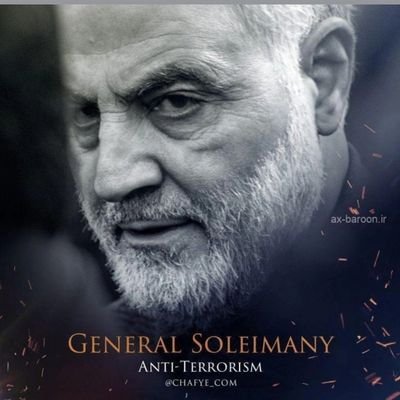 ax-baroon.ir
GENERAL SOLEIMANY
ANTI-TERRORISM
@CHAFYE_COM